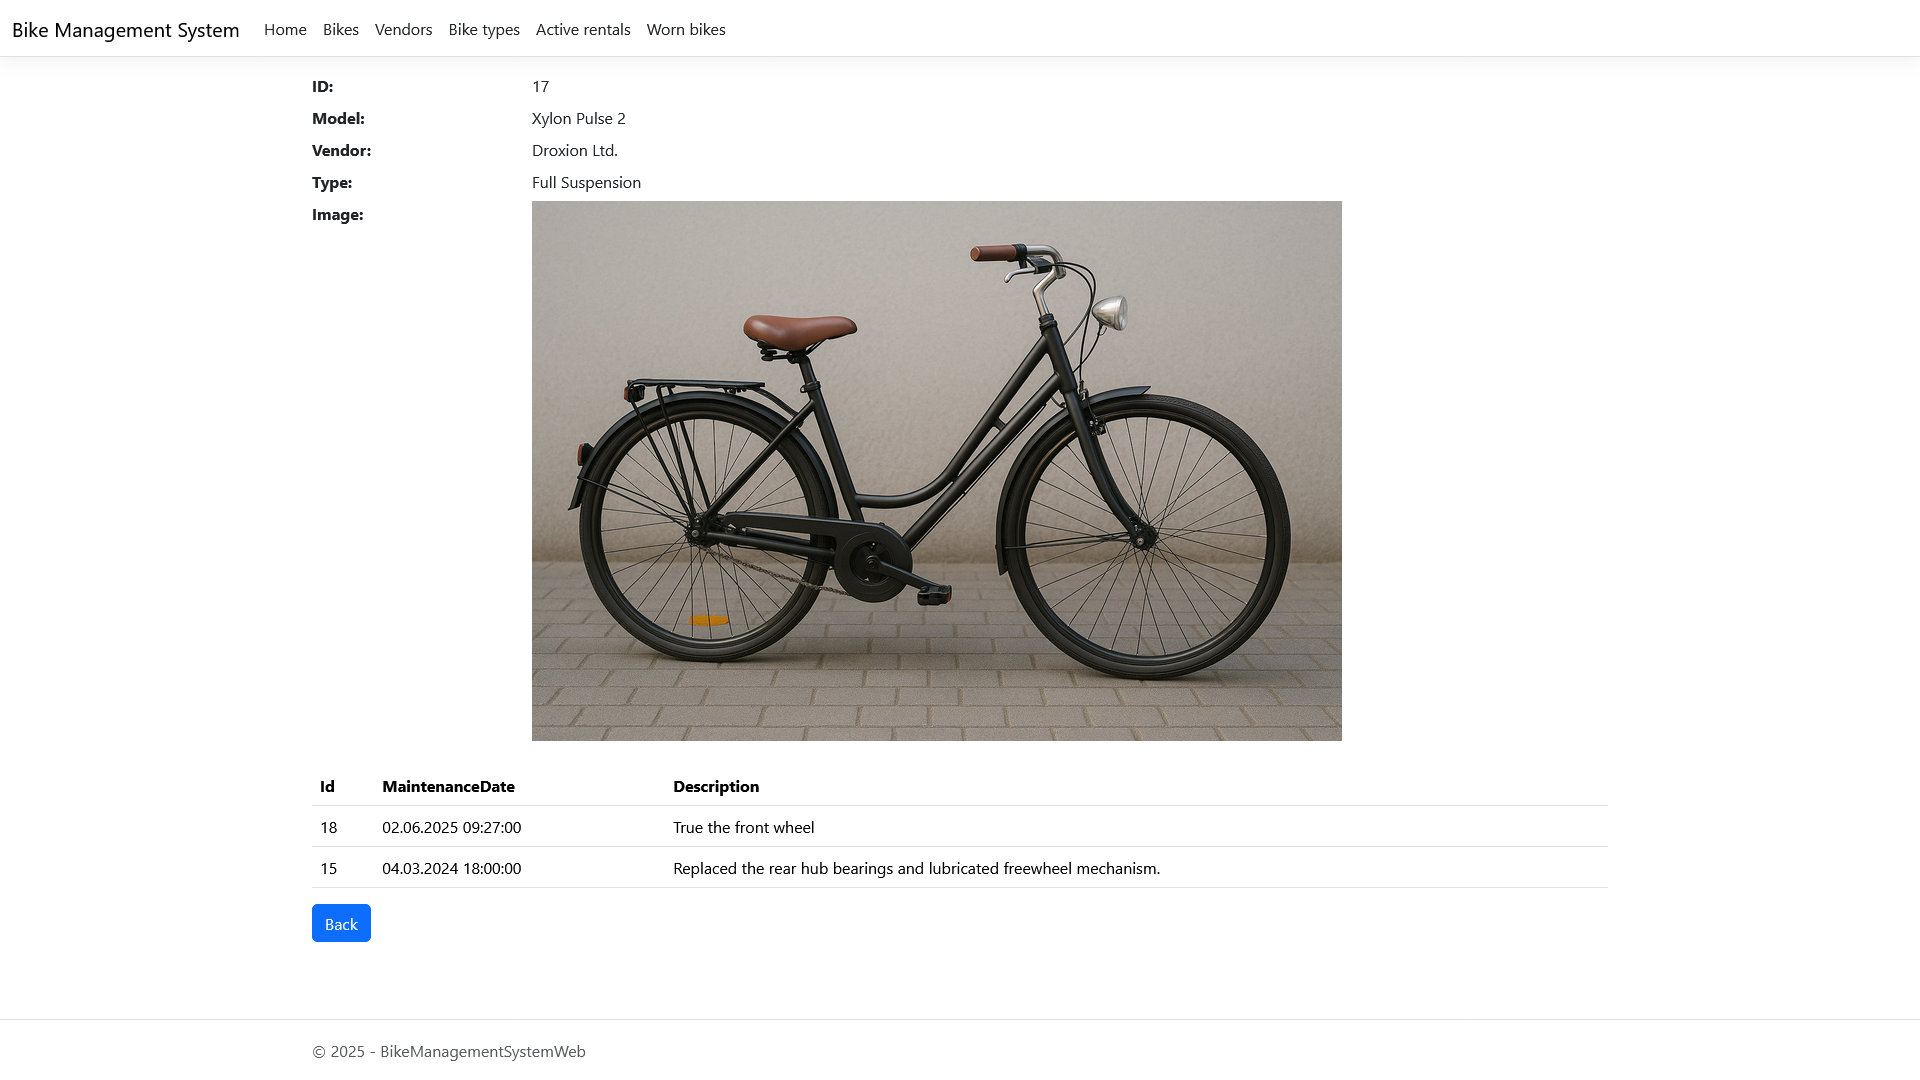 Bike Management System Home Bikes Vendors Bike types Active rentals Worn bikes
ID: 17
Model: Xylon Pulse 2
Vendor: Droxion Ltd.
Type: Full Suspension
Image:
Id MaintenanceDate Description
18 02.06.2025 09:27:00 True the front wheel
15 04.03.2024 18:00:00 Replaced the rear hub bearings and lubricated freewheel mechanism.
Back
© 2025 - BikeManagementSystemWeb